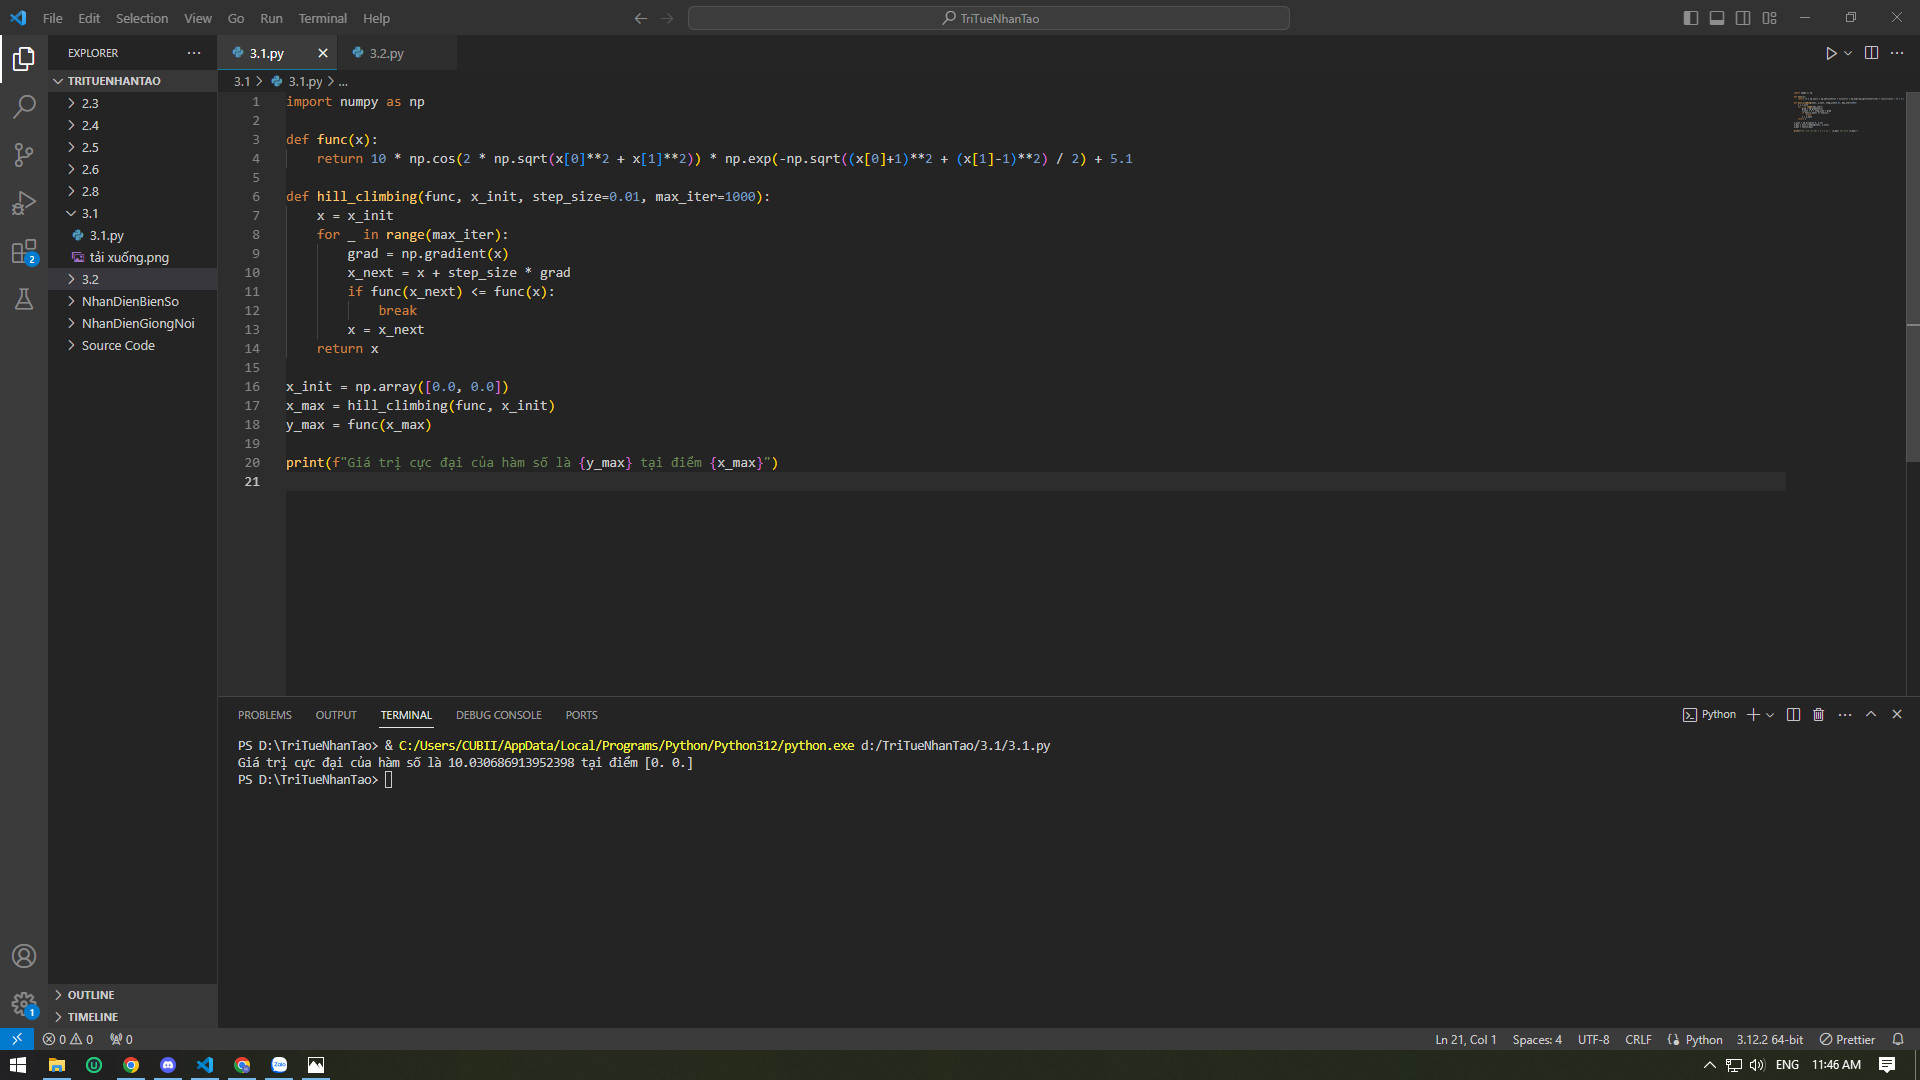 File Edit Selection View Go Run Terminal Help
TriTueNhanTao
EXPLORER
TRITUENHANTAO
2.3
2.4
2.5
2.6
2.8
3.1
3.1.py
tải xuống.png
3.2
NhanDienBienSo
NhanDienGiongNoi
Source Code
OUTLINE
TIMELINE
2
1
3.1.py
3.2.py
3.1 > 3.1.py > ...
1 import numpy as np
2
3 def func(x):
4 return 10 * np.cos(2 * np.sqrt(x[0]**2 + x[1]**2)) * np.exp(-np.sqrt((x[0]+1)**2 + (x[1]-1)**2) / 2) + 5.1
5
6 def hill_climbing(func, x_init, step_size=0.01, max_iter=1000):
7 x = x_init
8 for _ in range(max_iter):
9 grad = np.gradient(x)
10 x_next = x + step_size * grad
11 if func(x_next) <= func(x):
12 break
13 x = x_next
14 return x
15
16 x_init = np.array([0.0, 0.0])
17 x_max = hill_climbing(func, x_init)
18 y_max = func(x_max)
19
20 print(f"Giá trị cực đại của hàm số là {y_max} tại điểm {x_max}")
21
PROBLEMS OUTPUT TERMINAL DEBUG CONSOLE PORTS
Python
PS D:\TriTueNhanTao> & C:/Users/CUBII/AppData/Local/Programs/Python/Python312/python.exe d:/TriTueNhanTao/3.1/3.1.py
Giá trị cực đại của hàm số là 10.030686913952398 tại điểm [0. 0.]
PS D:\TriTueNhanTao>
0 0 0
Ln 21, Col 1 Spaces: 4 UTF-8 CRLF Python 3.12.2 64-bit Prettier
Zalo
ENG 11:46 AM